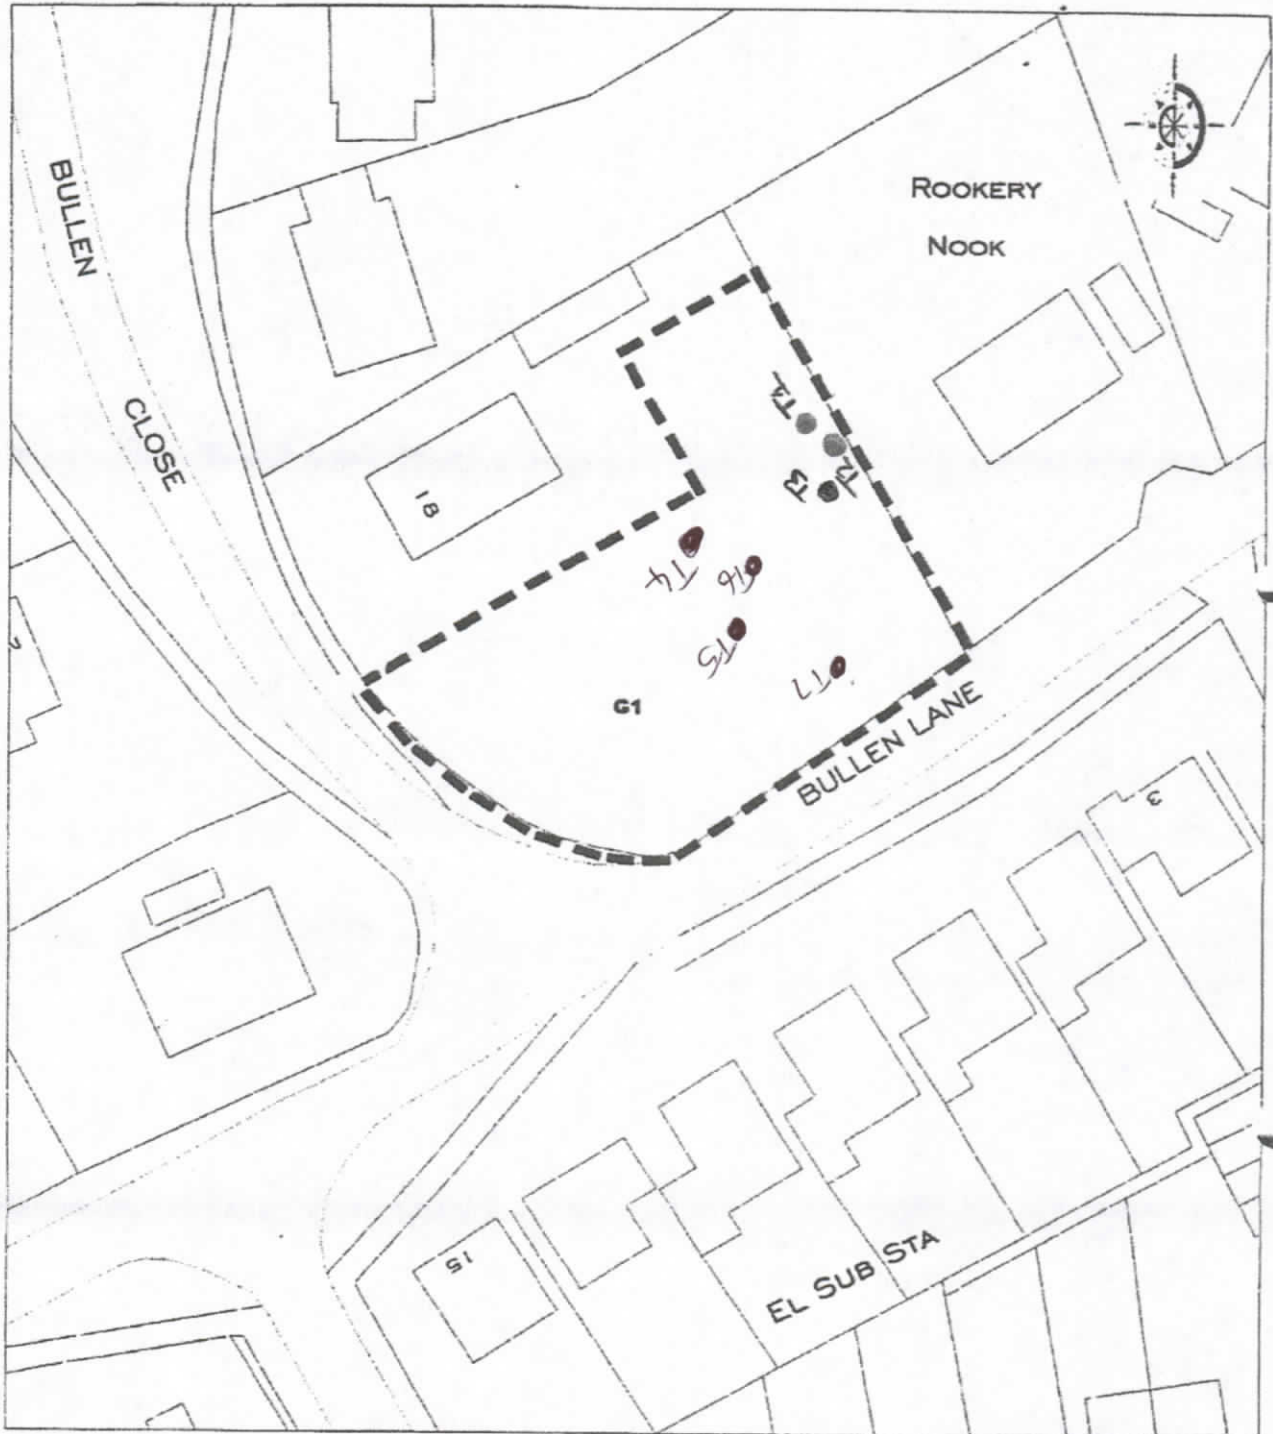 ROOKERY
NOOK
BULLEN
CLOSE
18
T1
T2
T3
T4
T6
T5
T7
G1
BULLEN LANE
3
15
EL SUB STA